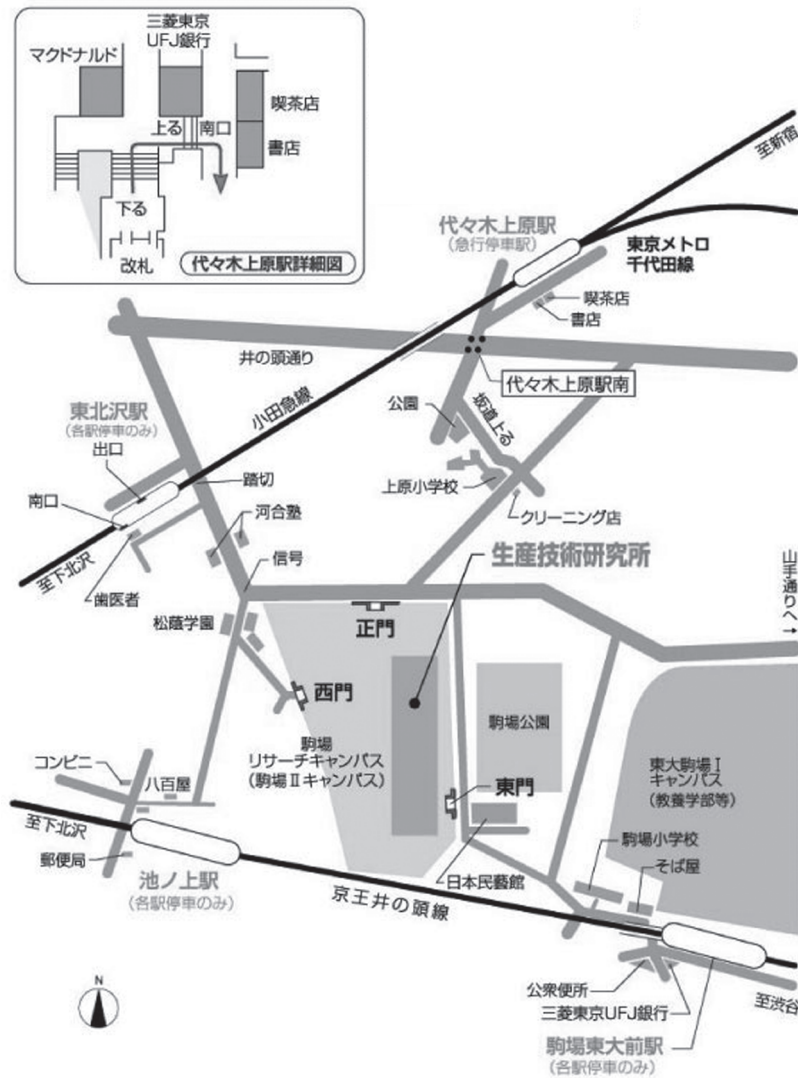 三菱東京
UFJ銀行
マクドナルド
喫茶店
上る
南口
書店
下る
改札
代々木上原駅詳細図
至新宿
代々木上原駅
(急行停車駅)
東京メトロ
千代田線
喫茶店
書店
井の頭通り
代々木上原駅南
小田急線
公園
坂道上る
東北沢駅
(各駅停車のみ)
出口
踏切
上原小学校
南口
河合塾
クリーニング店
至下北沢
信号
生産技術研究所
山手通りへ→
歯医者
松蔭学園
正門
西門
駒場公園
駒場
リサーチキャンパス
(駒場Ⅱキャンパス)
東大駒場Ⅰ
キャンパス
(教養学部等)
コンビニ
八百屋
東門
至下北沢
駒場小学校
郵便局
そば屋
池ノ上駅
(各駅停車のみ)
日本民藝館
京王井の頭線
N
公衆便所
三菱東京UFJ銀行
至渋谷
駒場東大前駅
(各駅停車のみ)